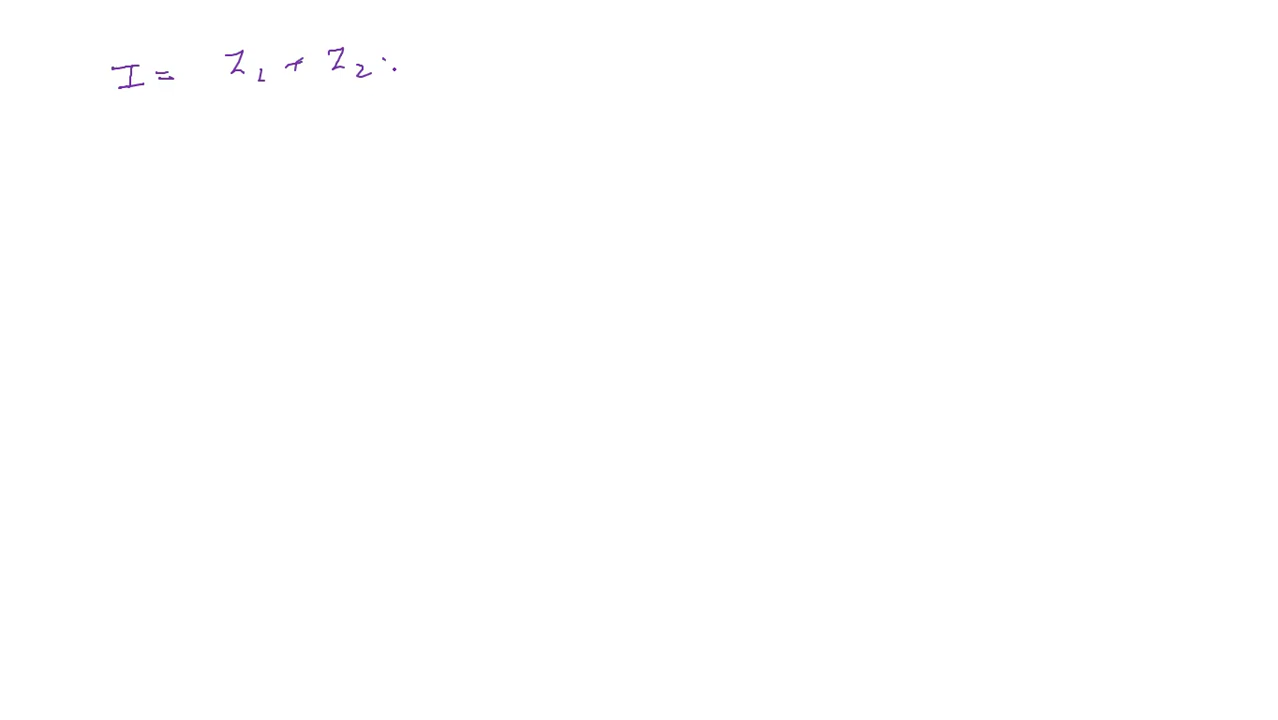 I = Z₁ + Z₂